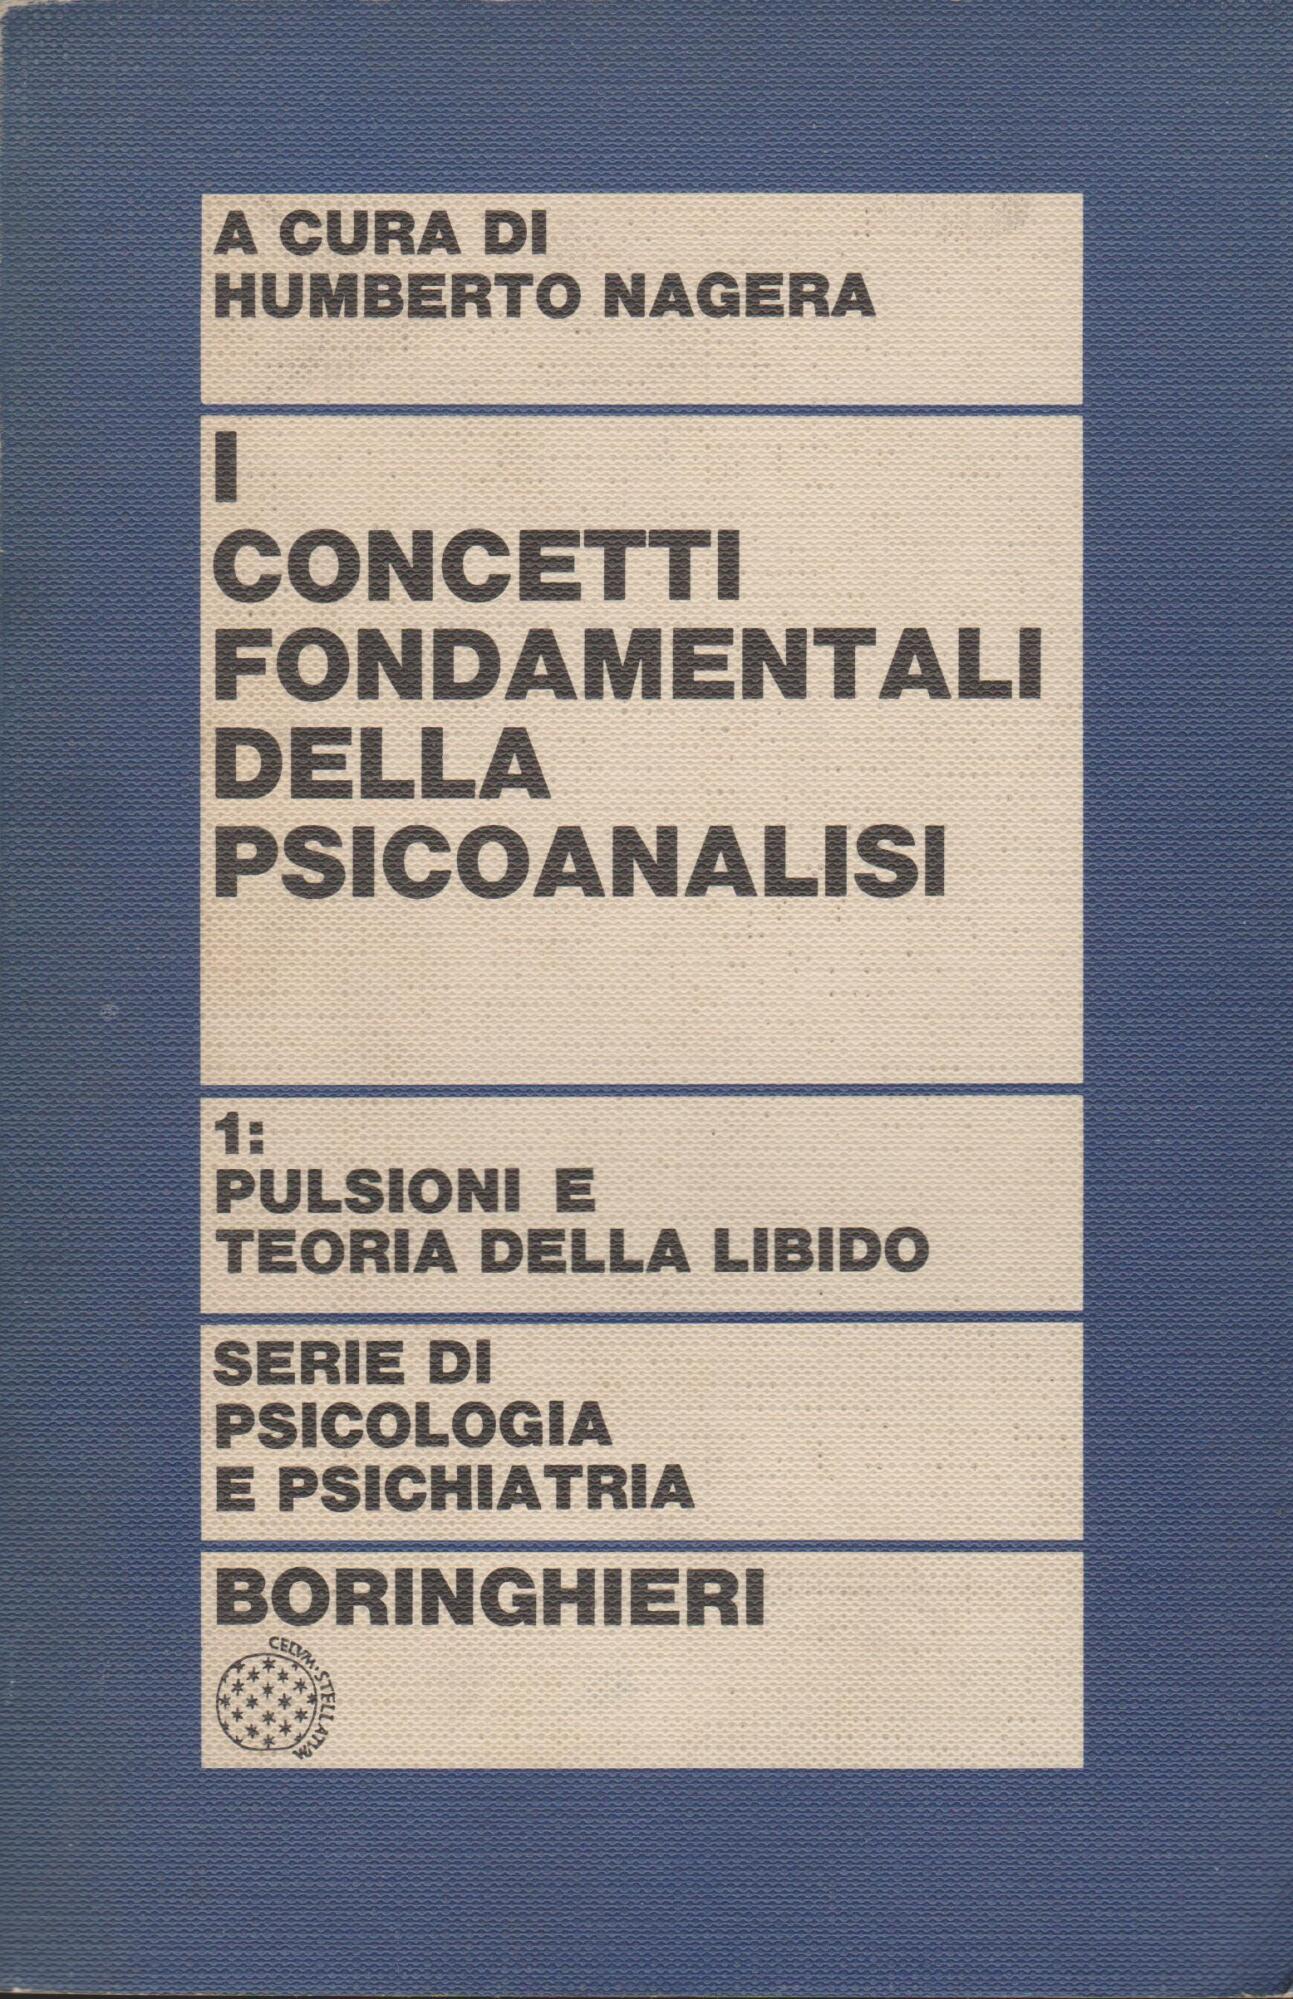 A CURA DI
HUMBERTO NAGERA
I
CONCETTI
FONDAMENTALI
DELLA
PSICOANALISI
1:
PULSIONI E
TEORIA DELLA LIBIDO
SERIE DI
PSICOLOGIA
E PSICHIATRIA
BORINGHIERI
CELVM·STELLATVM